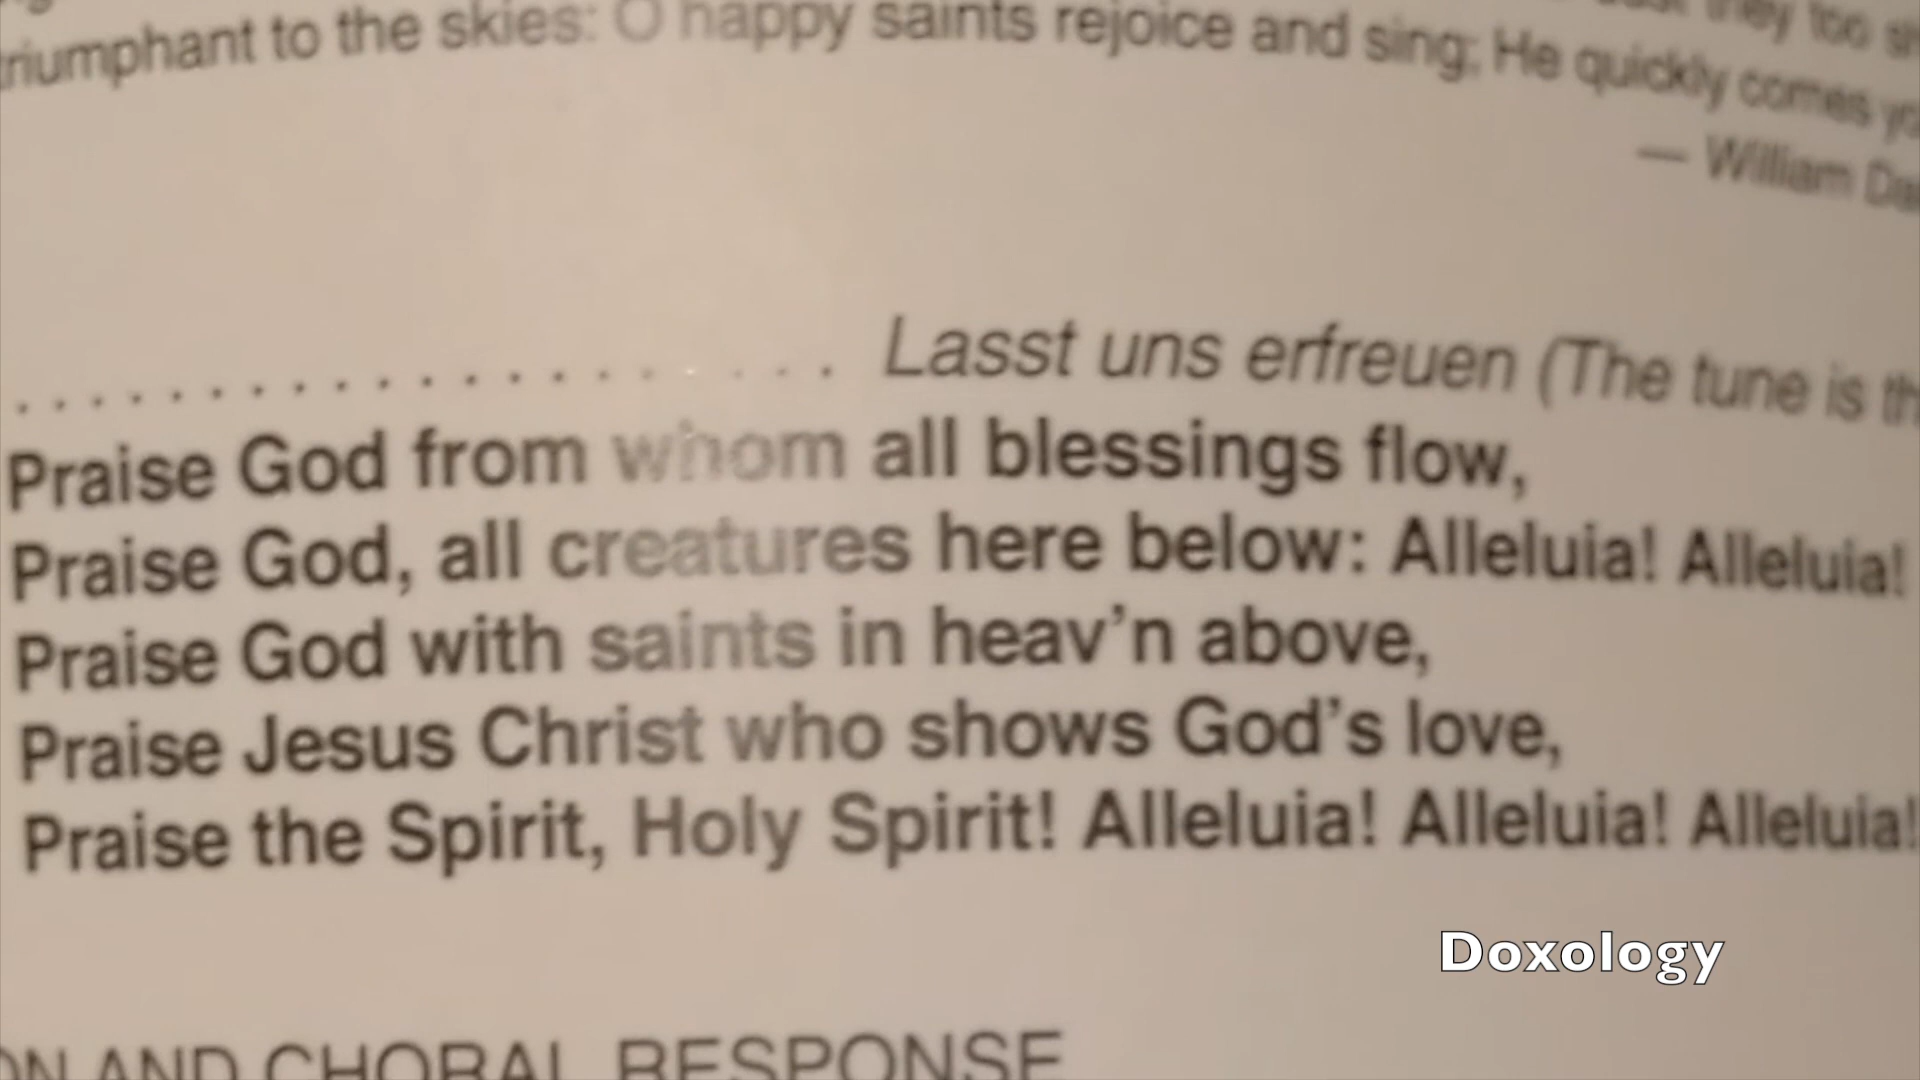 they too
triumphant to the skies: O happy saints rejoice and sing; He quickly comes
— William
Lasst uns erfreuen (The tune is
Praise God from whom all blessings flow,
Praise God, all creatures here below: Alleluia! Alleluia!
Praise God with saints in heav’n above,
Praise Jesus Christ who shows God’s love,
Praise the Spirit, Holy Spirit! Alleluia! Alleluia! Alleluia!
Doxology
AND CHORAL RESPONSE